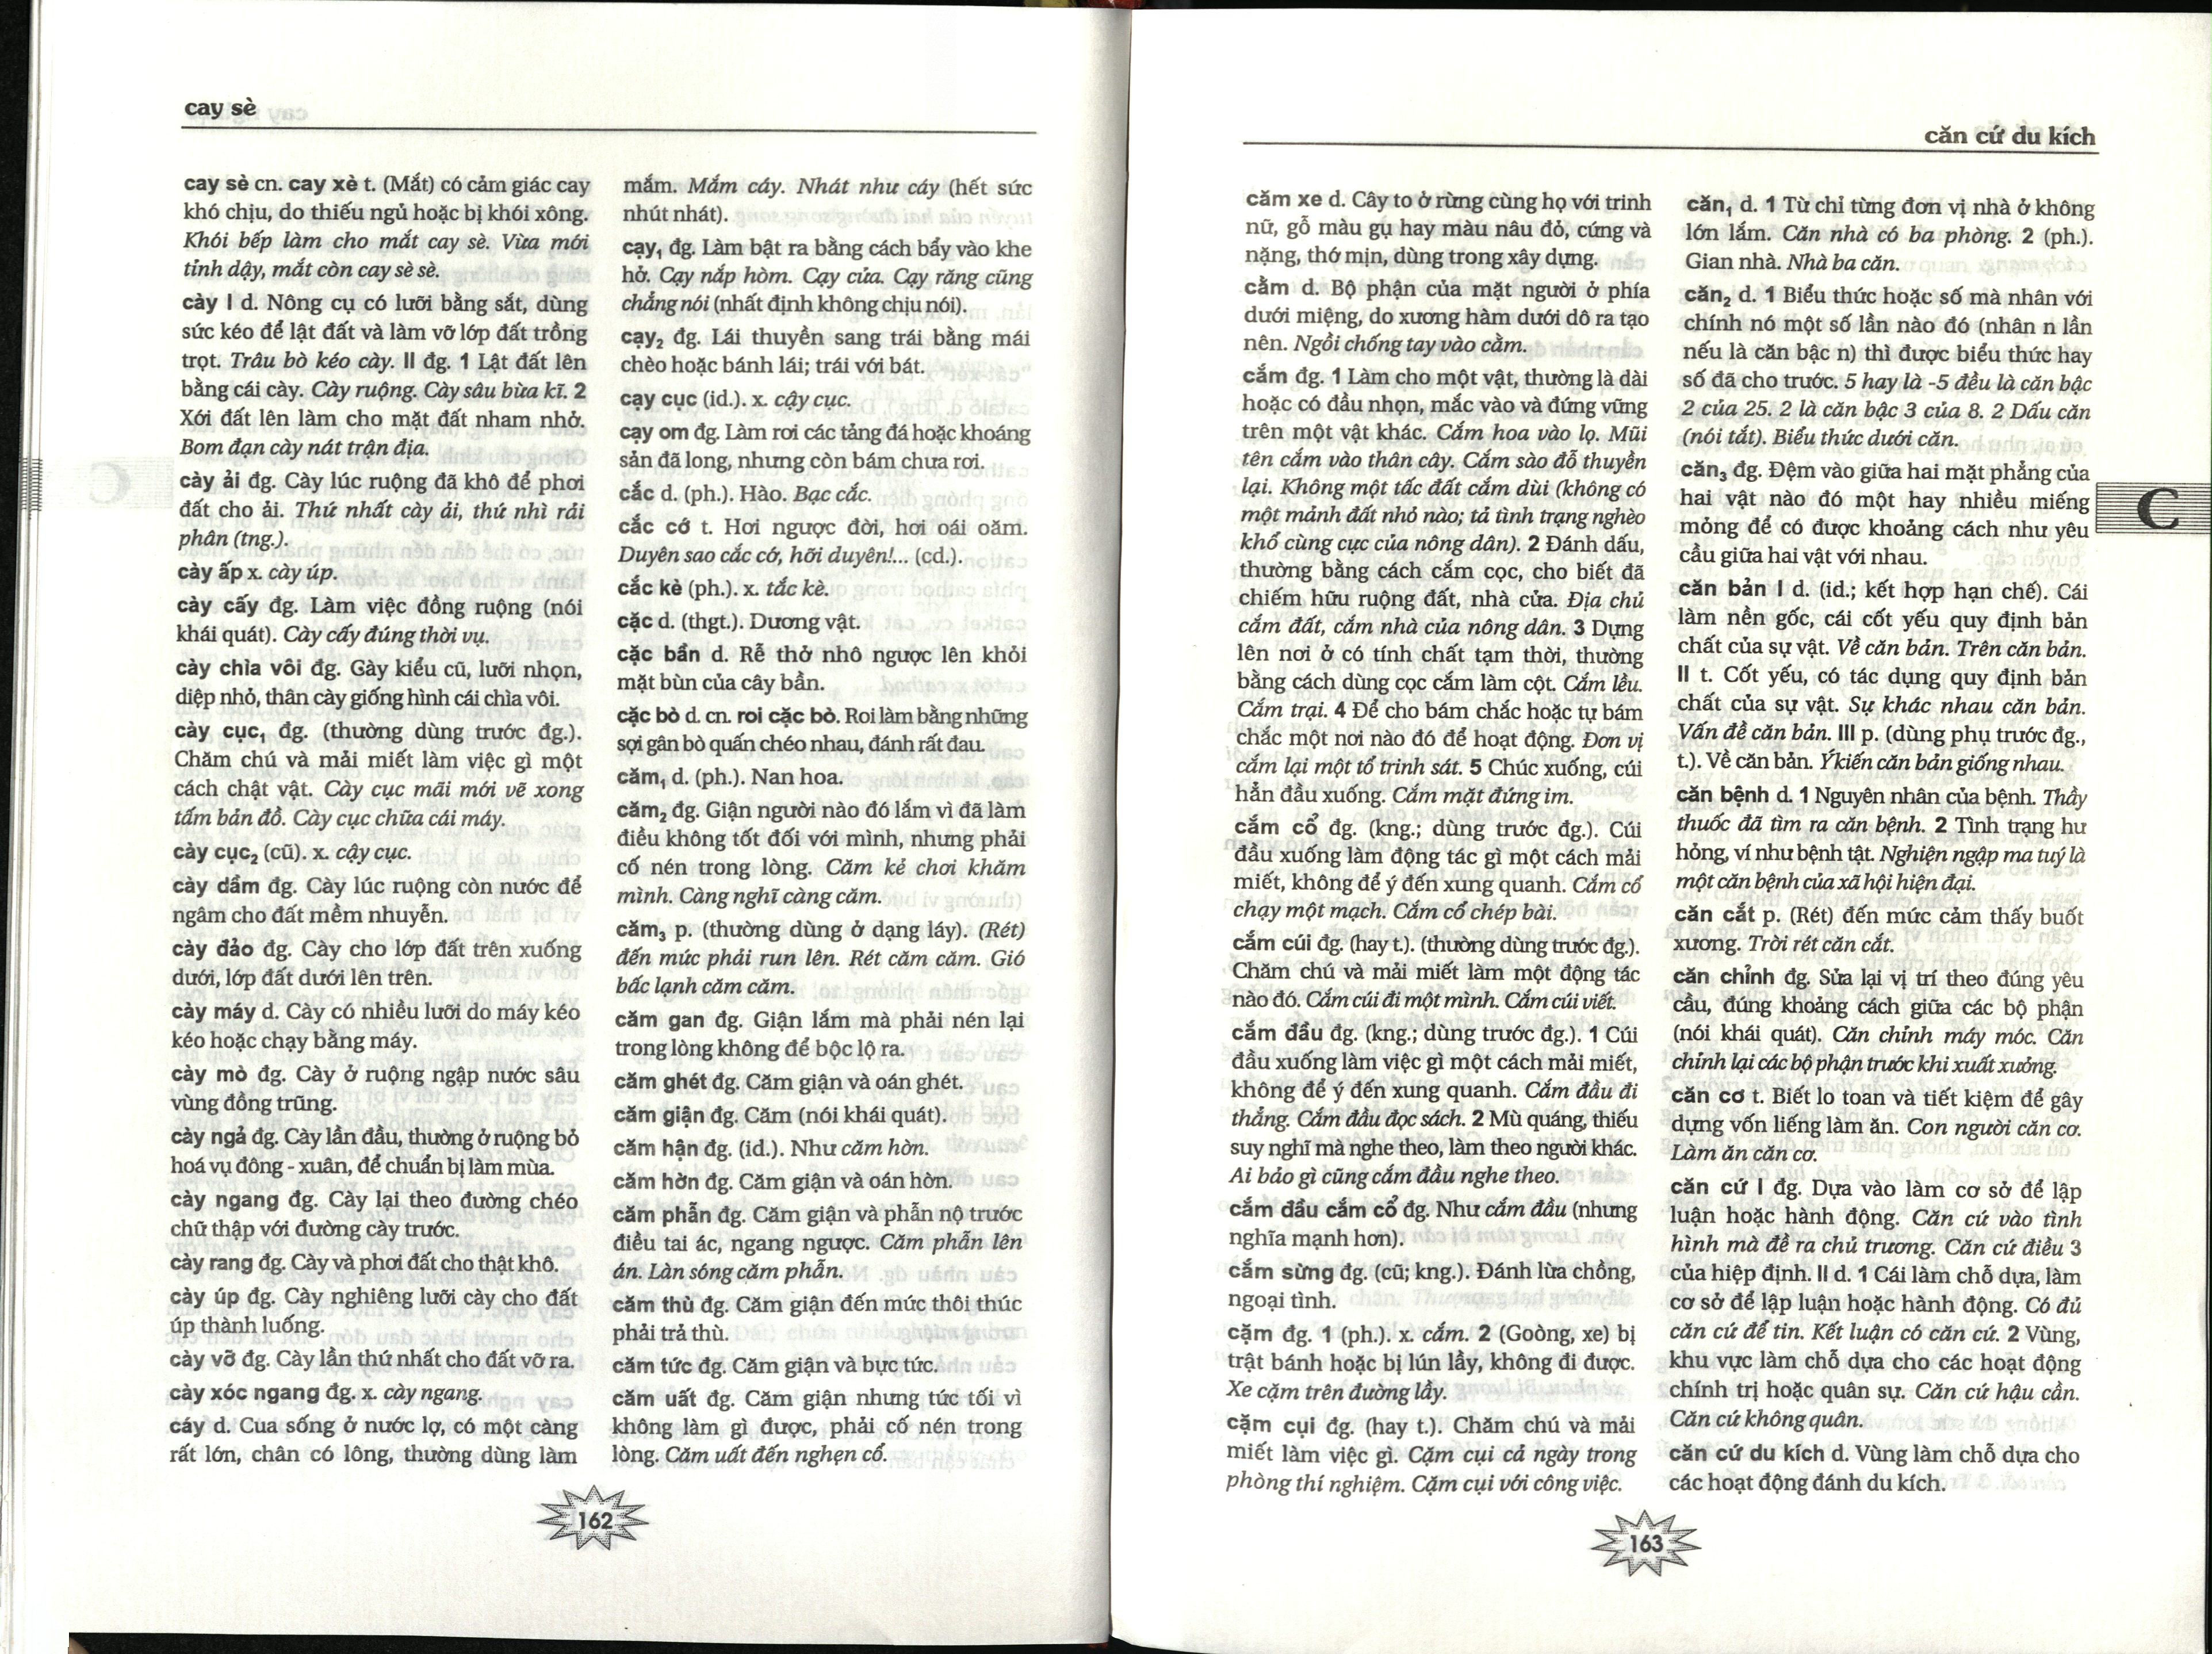 cay sè
cay sè cn. cay xè t. (Mắt) có cảm giác cay
khó chịu, do thiếu ngủ hoặc bị khói xông.
Khói bếp làm cho mắt cay sè. Vừa mới
tỉnh dậy, mắt còn cay sè sè.
cày I d. Nông cụ có lưỡi bằng sắt, dùng
sức kéo để lật đất và làm vỡ lớp đất trồng
trọt. Trâu bò kéo cày. II đg. 1 Lật đất lên
bằng cái cày. Cày ruộng. Cày sâu bừa kĩ. 2
Xới đất lên làm cho mặt đất nham nhở.
Bom đạn cày nát trận địa.
cày ải đg. Cày lúc ruộng đã khô để phơi
đất cho ải. Thứ nhất cày ải, thứ nhì rải
phân (tng.).
cày ấp x. cày úp.
cày cấy đg. Làm việc đồng ruộng (nói
khái quát). Cày cấy đúng thời vụ.
cày chìa vôi đg. Gày kiểu cũ, lưỡi nhọn,
diệp nhỏ, thân cày giống hình cái chìa vôi.
cày cục₁ đg. (thường dùng trước đg.).
Chăm chú và mải miết làm việc gì một
cách chật vật. Cày cục mãi mới vẽ xong
tấm bản đồ. Cày cục chữa cái máy.
cày cục₂ (cũ). x. cậy cục.
cày dầm đg. Cày lúc ruộng còn nước để
ngâm cho đất mềm nhuyễn.
cày đảo đg. Cày cho lớp đất trên xuống
dưới, lớp đất dưới lên trên.
cày máy d. Cày có nhiều lưỡi do máy kéo
kéo hoặc chạy bằng máy.
cày mò đg. Cày ở ruộng ngập nước sâu
vùng đồng trũng.
cày ngả đg. Cày lần đầu, thường ở ruộng bỏ
hoá vụ đông - xuân, để chuẩn bị làm mùa.
cày ngang đg. Cày lại theo đường chéo
chữ thập với đường cày trước.
cày rang đg. Cày và phơi đất cho thật khô.
cày úp đg. Cày nghiêng lưỡi cày cho đất
úp thành luống.
cày vỡ đg. Cày lần thứ nhất cho đất vỡ ra.
cày xóc ngang đg. x. cày ngang.
cáy d. Cua sống ở nước lợ, có một càng
rất lớn, chân có lông, thường dùng làm
mắm. Mắm cáy. Nhát như cáy (hết sức
nhút nhát).
cạy₁ đg. Làm bật ra bằng cách bẩy vào khe
hở. Cạy nắp hòm. Cạy cửa. Cạy răng cũng
chẳng nói (nhất định không chịu nói).
cạy₂ đg. Lái thuyền sang trái bằng mái
chèo hoặc bánh lái; trái với bát.
cạy cục (id.). x. cậy cục.
cạy om đg. Làm rơi các tảng đá hoặc khoáng
sản đã long, nhưng còn bám chưa rơi.
cắc d. (ph.). Hào. Bạc cắc.
cắc cớ t. Hơi ngược đời, hơi oái oăm.
Duyên sao cắc cớ, hỡi duyên!... (cd.).
cắc kè (ph.). x. tắc kè.
cặc d. (thgt.). Dương vật.
cặc bần d. Rễ thở nhô ngược lên khỏi
mặt bùn của cây bần.
cặc bò d. cn. roi cặc bò. Roi làm bằng những
sợi gân bò quấn chéo nhau, đánh rất đau.
căm₁ d. (ph.). Nan hoa.
căm₂ đg. Giận người nào đó lắm vì đã làm
điều không tốt đối với mình, nhưng phải
cố nén trong lòng. Căm kẻ chơi khăm
mình. Càng nghĩ càng căm.
căm₃ p. (thường dùng ở dạng láy). (Rét)
đến mức phải run lên. Rét căm căm. Gió
bấc lạnh căm căm.
căm gan đg. Giận lắm mà phải nén lại
trong lòng không để bộc lộ ra.
căm ghét đg. Căm giận và oán ghét.
căm giận đg. Căm (nói khái quát).
căm hận đg. (id.). Như căm hờn.
căm hờn đg. Căm giận và oán hờn.
căm phẫn đg. Căm giận và phẫn nộ trước
điều tai ác, ngang ngược. Căm phẫn lên
án. Làn sóng căm phẫn.
căm thù đg. Căm giận đến mức thôi thúc
phải trả thù.
căm tức đg. Căm giận và bực tức.
căm uất đg. Căm giận nhưng tức tối vì
không làm gì được, phải cố nén trong
lòng. Căm uất đến nghẹn cổ.
162
căn cứ du kích
căm xe d. Cây to ở rừng cùng họ với trinh
nữ, gỗ màu gụ hay màu nâu đỏ, cứng và
nặng, thớ mịn, dùng trong xây dựng.
cằm d. Bộ phận của mặt người ở phía
dưới miệng, do xương hàm dưới dô ra tạo
nên. Ngồi chống tay vào cằm.
cắm đg. 1 Làm cho một vật, thường là dài
hoặc có đầu nhọn, mắc vào và đứng vững
trên một vật khác. Cắm hoa vào lọ. Mũi
tên cắm vào thân cây. Cắm sào đỗ thuyền
lại. Không một tấc đất cắm dùi (không có
một mảnh đất nhỏ nào; tả tình trạng nghèo
khổ cùng cực của nông dân). 2 Đánh dấu,
thường bằng cách cắm cọc, cho biết đã
chiếm hữu ruộng đất, nhà cửa. Địa chủ
cắm đất, cắm nhà của nông dân. 3 Dựng
lên nơi ở có tính chất tạm thời, thường
bằng cách dùng cọc cắm làm cột. Cắm lều.
Cắm trại. 4 Để cho bám chắc hoặc tự bám
chắc một nơi nào đó để hoạt động. Đơn vị
cắm lại một tổ trinh sát. 5 Chúc xuống, cúi
hẳn đầu xuống. Cắm mặt đứng im.
cắm cổ đg. (kng.; dùng trước đg.). Cúi
đầu xuống làm động tác gì một cách mải
miết, không để ý đến xung quanh. Cắm cổ
chạy một mạch. Cắm cổ chép bài.
cắm cúi đg. (hay t.). (thường dùng trước đg.).
Chăm chú và mải miết làm một động tác
nào đó. Cắm cúi đi một mình. Cắm cúi viết.
cắm đầu đg. (kng.; dùng trước đg.). 1 Cúi
đầu xuống làm việc gì một cách mải miết,
không để ý đến xung quanh. Cắm đầu đi
thẳng. Cắm đầu đọc sách. 2 Mù quáng, thiếu
suy nghĩ mà nghe theo, làm theo người khác.
Ai bảo gì cũng cắm đầu nghe theo.
cắm đầu cắm cổ đg. Như cắm đầu (nhưng
nghĩa mạnh hơn).
cắm sừng đg. (cũ; kng.). Đánh lừa chồng,
ngoại tình.
cặm đg. 1 (ph.). x. cắm. 2 (Goòng, xe) bị
trật bánh hoặc bị lún lầy, không đi được.
Xe cặm trên đường lầy.
cặm cụi đg. (hay t.). Chăm chú và mải
miết làm việc gì. Cặm cụi cả ngày trong
phòng thí nghiệm. Cặm cụi với công việc.
căn₁ d. 1 Từ chỉ từng đơn vị nhà ở không
lớn lắm. Căn nhà có ba phòng. 2 (ph.).
Gian nhà. Nhà ba căn.
căn₂ d. 1 Biểu thức hoặc số mà nhân với
chính nó một số lần nào đó (nhân n lần
nếu là căn bậc n) thì được biểu thức hay
số đã cho trước. 5 hay là -5 đều là căn bậc
2 của 25. 2 là căn bậc 3 của 8. 2 Dấu căn
(nói tắt). Biểu thức dưới căn.
căn₃ đg. Đệm vào giữa hai mặt phẳng của
hai vật nào đó một hay nhiều miếng
mỏng để có được khoảng cách như yêu
cầu giữa hai vật với nhau.
C
căn bản I d. (id.; kết hợp hạn chế). Cái
làm nền gốc, cái cốt yếu quy định bản
chất của sự vật. Về căn bản. Trên căn bản.
II t. Cốt yếu, có tác dụng quy định bản
chất của sự vật. Sự khác nhau căn bản.
Vấn đề căn bản. III p. (dùng phụ trước đg.,
t.). Về căn bản. Ý kiến căn bản giống nhau.
căn bệnh d. 1 Nguyên nhân của bệnh. Thầy
thuốc đã tìm ra căn bệnh. 2 Tình trạng hư
hỏng, ví như bệnh tật. Nghiện ngập ma tuý là
một căn bệnh của xã hội hiện đại.
căn cắt p. (Rét) đến mức cảm thấy buốt
xương. Trời rét căn cắt.
căn chỉnh đg. Sửa lại vị trí theo đúng yêu
cầu, đúng khoảng cách giữa các bộ phận
(nói khái quát). Căn chỉnh máy móc. Căn
chỉnh lại các bộ phận trước khi xuất xưởng.
căn cơ t. Biết lo toan và tiết kiệm để gây
dựng vốn liếng làm ăn. Con người căn cơ.
Làm ăn căn cơ.
căn cứ I đg. Dựa vào làm cơ sở để lập
luận hoặc hành động. Căn cứ vào tình
hình mà đề ra chủ trương. Căn cứ điều 3
của hiệp định. II d. 1 Cái làm chỗ dựa, làm
cơ sở để lập luận hoặc hành động. Có đủ
căn cứ để tin. Kết luận có căn cứ. 2 Vùng,
khu vực làm chỗ dựa cho các hoạt động
chính trị hoặc quân sự. Căn cứ hậu cần.
Căn cứ không quân.
căn cứ du kích d. Vùng làm chỗ dựa cho
các hoạt động đánh du kích.
163